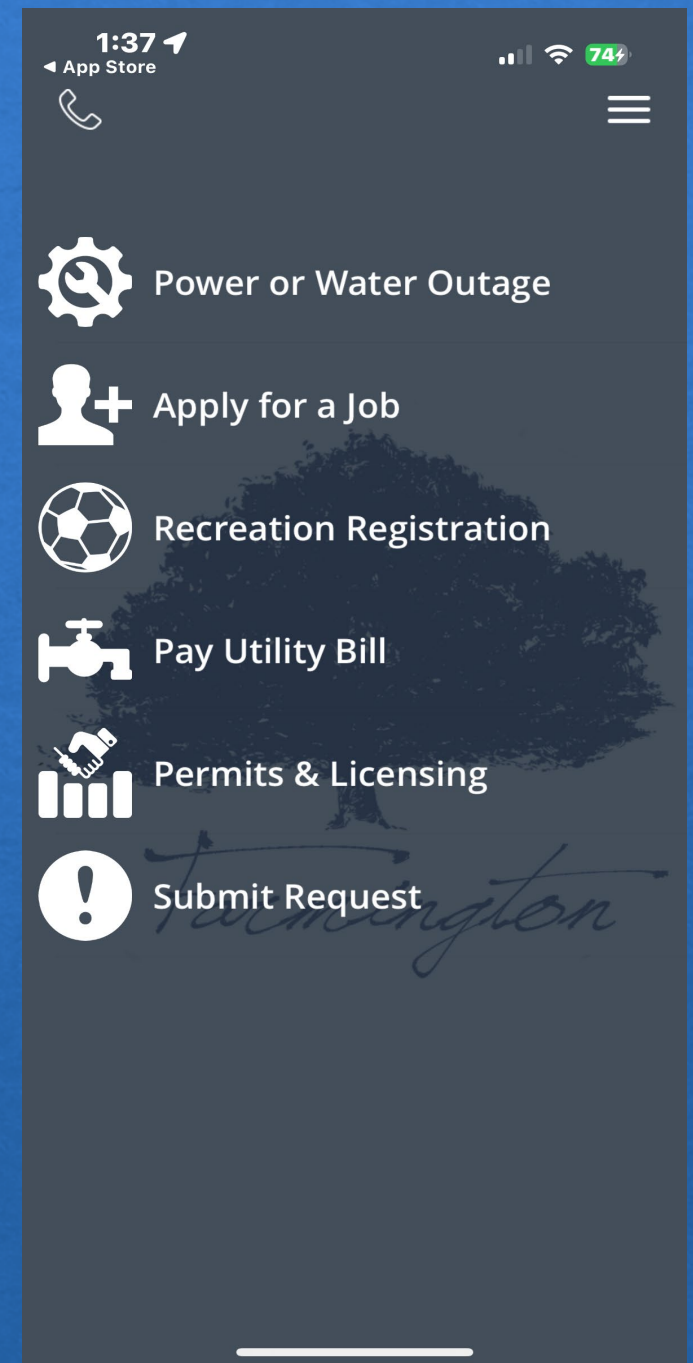 1:37
◀ App Store
74
Power or Water Outage
Apply for a Job
Recreation Registration
Pay Utility Bill
Permits & Licensing
Submit Request
Farmington